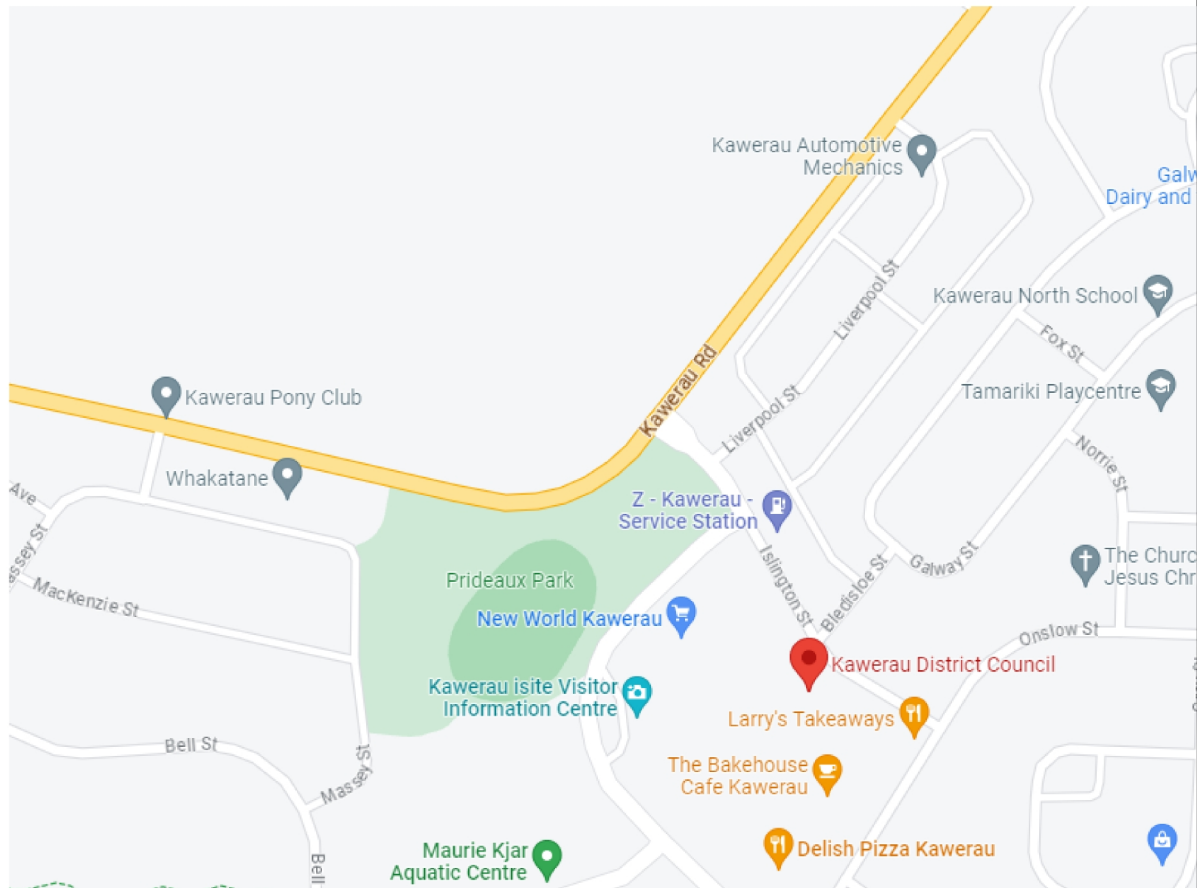 Kawerau Automotive
Mechanics
Galw
Dairy and
Kawerau North School
Liverpool St
Fox St
Kawerau Rd
Tamariki Playcentre
Kawerau Pony Club
Liverpool St
Norrie St
Whakatane
Ave
Z - Kawerau -
Service Station
assey St
Islington St
Galway St
The Churc
Jesus Chr
Bledisloe St
Prideaux Park
MacKenzie St
New World Kawerau
Onslow St
Kawerau District Council
Kawerau isite Visitor
Information Centre
Larry's Takeaways
Bell St
Massey St
The Bakehouse
Cafe Kawerau
Maurie Kjar
Aquatic Centre
Delish Pizza Kawerau
Bell